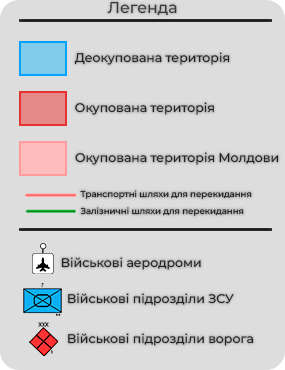 Легенда
Деокупована територія
Окупована територія
Окупована територія Молдови
Транспортні шляхи для перекидання
Залізничні шляхи для перекидання
Військові аеродроми
Військові підрозділи ЗСУ
XXX
Військові підрозділи ворога